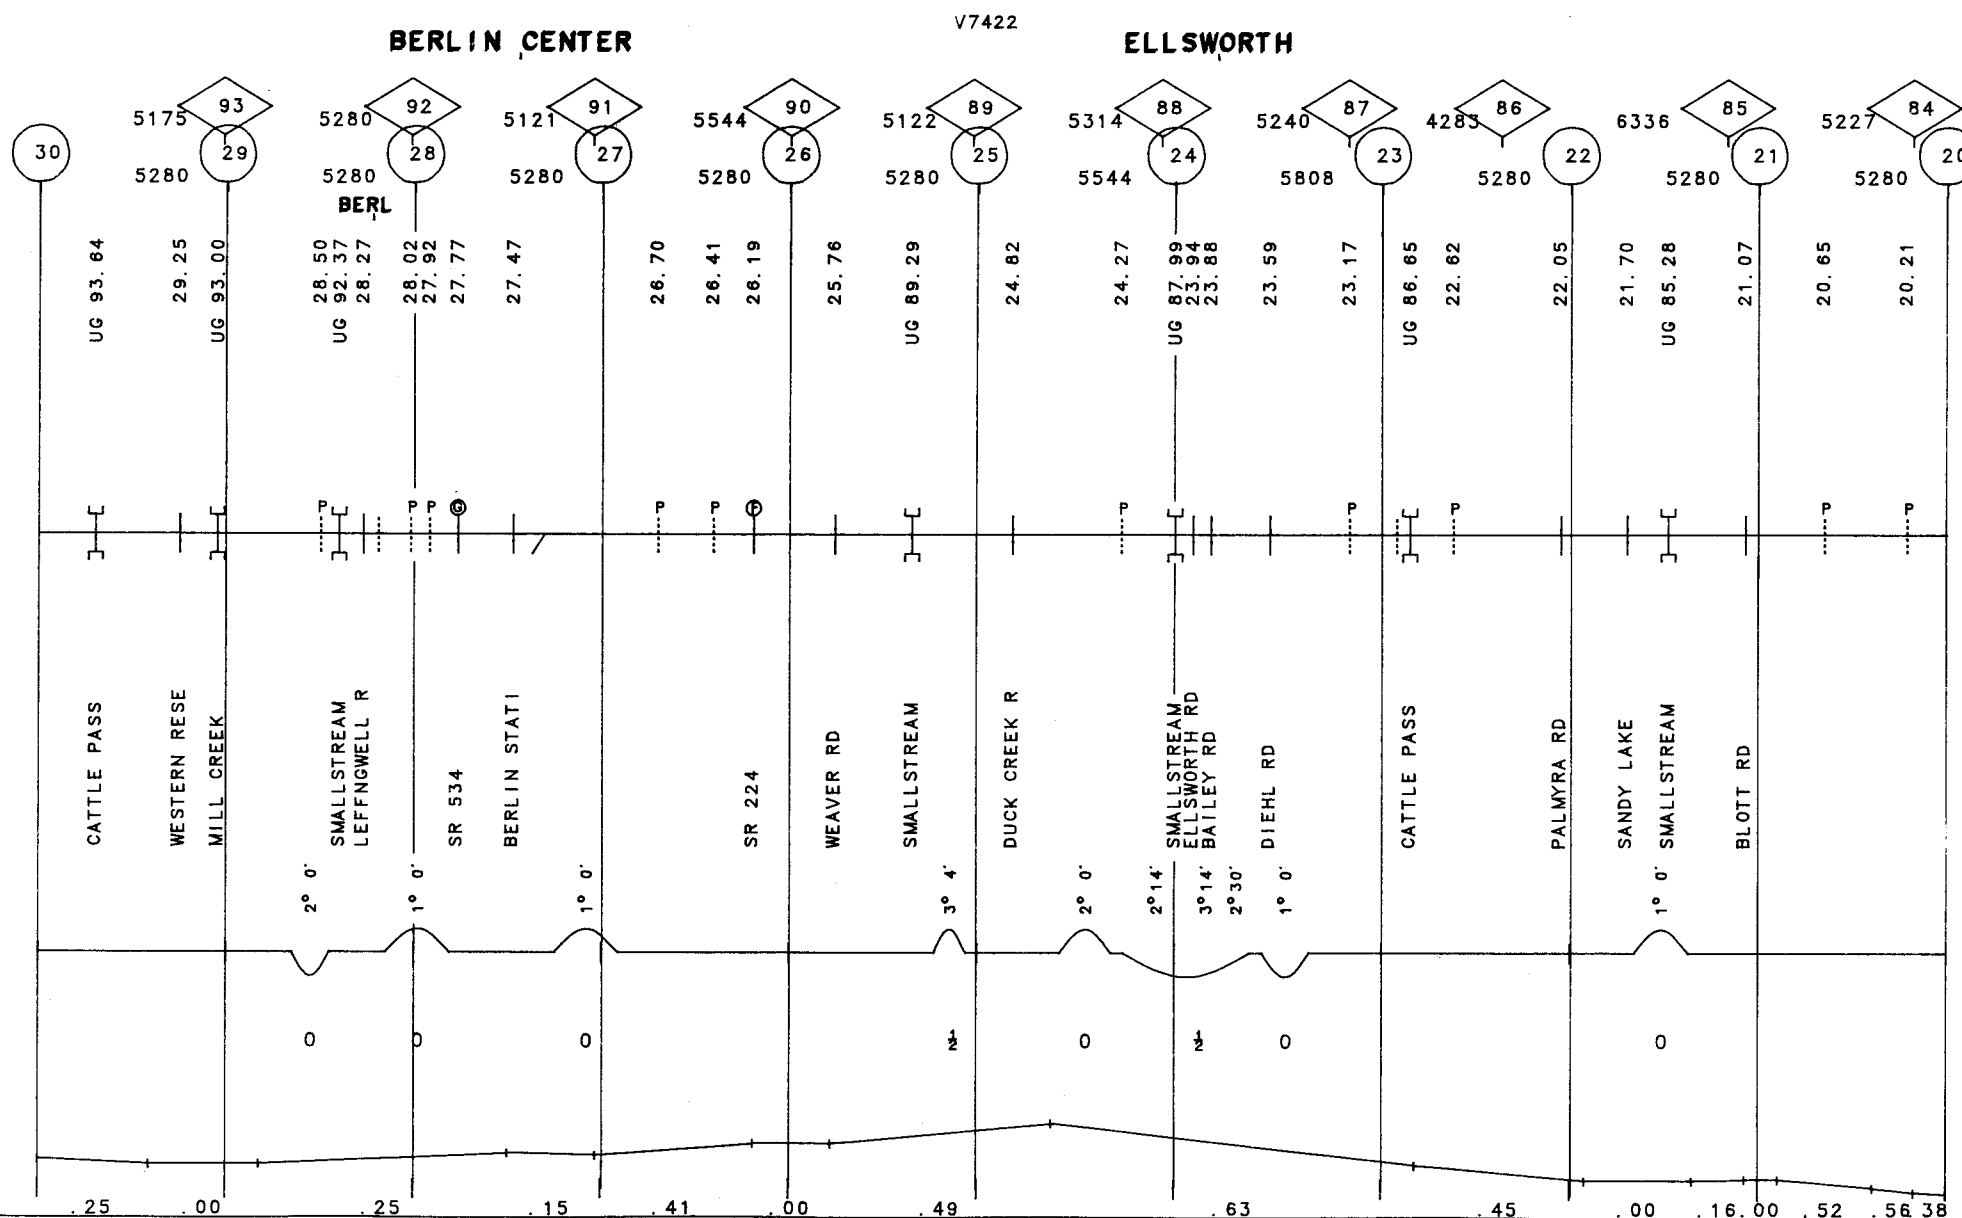 V7422
BERLIN CENTER ELLSWORTH
93 92 91 90 89 88 87 86 85 84
5175 5280 5121 5544 5122 5314 5240 4283 6336 5227
30 29 28 27 26 25 24 23 22 21 20
5280 5280 5280 5280 5280 5544 5808 5280 5280 5280
BERL
UG 93.64
29.25
UG 93.00
28.50
UG 92.37
28.27
28.02
27.92
27.77
27.47
26.70
26.41
26.19
25.76
UG 89.29
24.82
24.27
UG 87.99
23.94
23.88
23.59
23.17
UG 86.65
22.62
22.05
21.70
UG 85.28
21.07
20.65
20.21
P P P G P P F P P P P P
CATTLE PASS
WESTERN RESE
MILL CREEK
SMALLSTREAM
LEFFNGWELL R
SR 534
BERLIN STATI
SR 224
WEAVER RD
SMALLSTREAM
DUCK CREEK R
SMALLSTREAM
ELLSWORTH RD
BAILEY RD
DIEHL RD
CATTLE PASS
PALMYRA RD
SANDY LAKE
SMALLSTREAM
BLOTT RD
2° 0'
1° 0'
1° 0'
3° 4'
2° 0'
2°14'
3°14'
2°30'
1° 0'
1° 0'
0 0 0 ½ 0 ½ 0 0
.25 .00 .25 .15 .41 .00 .49 .63 .45 .00 .16 .00 .52 .56 .38